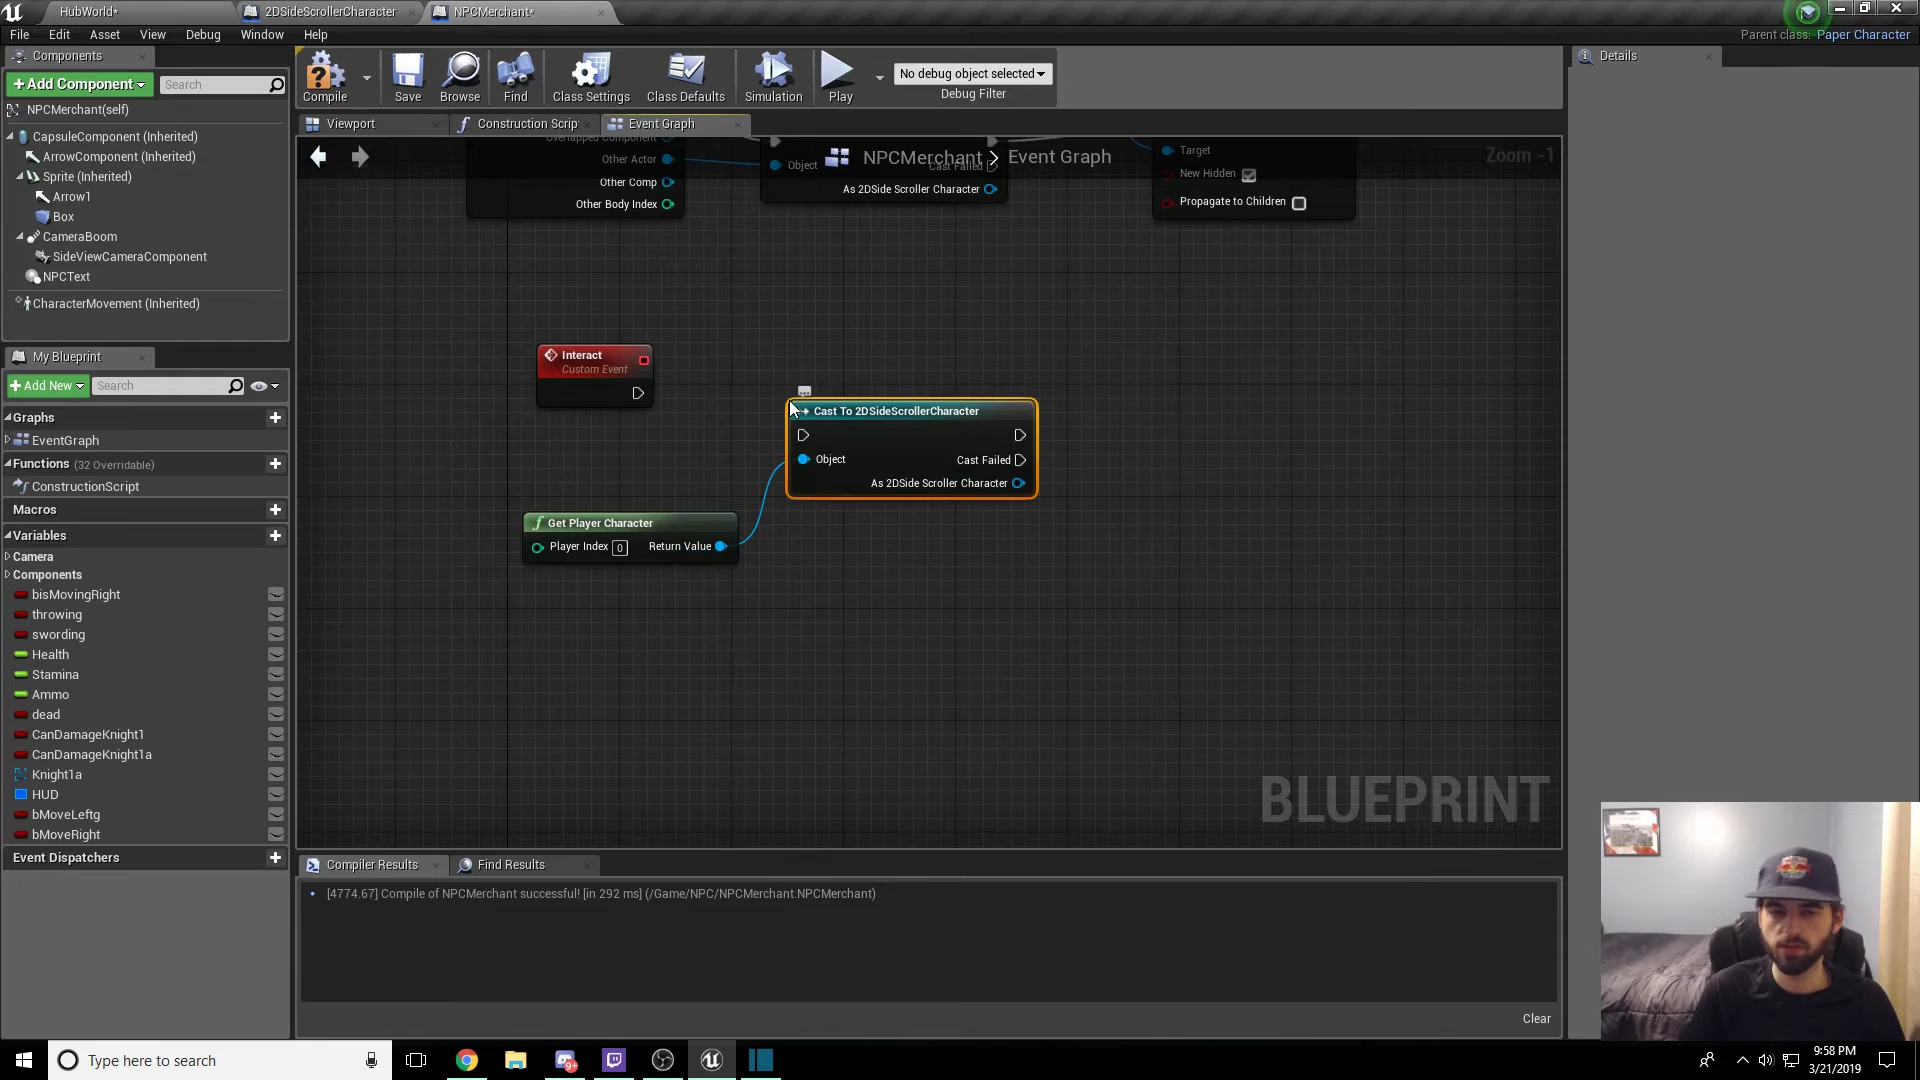 HubWorld*
2DSideScrollerCharacter
NPCMerchant*
File Edit Asset View Debug Window Help
Parent class: Paper Character
Components
+ Add Component
Search
NPCMerchant(self)
CapsuleComponent (Inherited)
ArrowComponent (Inherited)
Sprite (Inherited)
Arrow1
Box
CameraBoom
SideViewCameraComponent
NPCText
CharacterMovement (Inherited)
Compile
Save
Browse
Find
Class Settings
Class Defaults
Simulation
Play
No debug object selected
Debug Filter
Details
Viewport
Construction Scrip
Event Graph
NPCMerchant > Event Graph
Zoom -1
Overlapped Component
Other Actor
Other Comp
Other Body Index
Object
Cast Failed
As 2DSide Scroller Character
Target
New Hidden
Propagate to Children
Interact
Custom Event
Cast To 2DSideScrollerCharacter
Object
Cast Failed
As 2DSide Scroller Character
Get Player Character
Player Index 0
Return Value
BLUEPRINT
My Blueprint
+ Add New
Search
Graphs
EventGraph
Functions (32 Overridable)
ConstructionScript
Macros
Variables
Camera
Components
bisMovingRight
throwing
swording
Health
Stamina
Ammo
dead
CanDamageKnight1
CanDamageKnight1a
Knight1a
HUD
bMoveLeftg
bMoveRight
Event Dispatchers
Compiler Results
Find Results
[4774.67] Compile of NPCMerchant successful! [in 292 ms] (/Game/NPC/NPCMerchant.NPCMerchant)
Clear
Type here to search
9:58 PM
3/21/2019